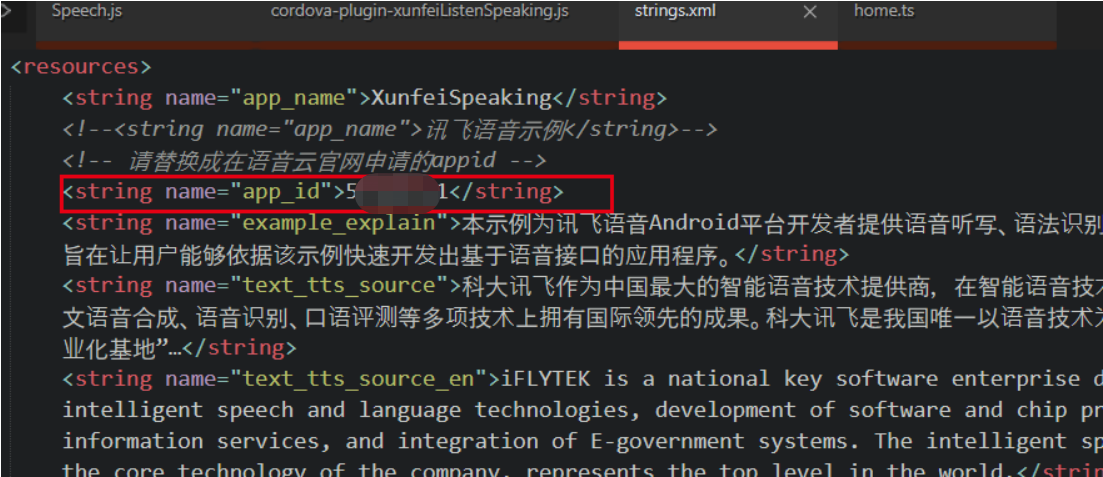 Speech.js cordova-plugin-xunfeiListenSpeaking.js strings.xml × home.ts
<resources>
<string name="app_name">XunfeiSpeaking</string>
<!--<string name="app_name">讯飞语音示例</string>-->
<!-- 请替换成在语音云官网申请的appid -->
<string name="app_id">5 1</string>
<string name="example_explain">本示例为讯飞语音Android平台开发者提供语音听写、语法识别
旨在让用户能够依据该示例快速开发出基于语音接口的应用程序。</string>
<string name="text_tts_source">科大讯飞作为中国最大的智能语音技术提供商，在智能语音技
文语音合成、语音识别、口语评测等多项技术上拥有国际领先的成果。科大讯飞是我国唯一以语音技术
业化基地”…</string>
<string name="text_tts_source_en">iFLYTEK is a national key software enterprise d
intelligent speech and language technologies, development of software and chip pr
information services, and integration of E-government systems. The intelligent sp
the core technology of the company, represents the top level in the world.</strin